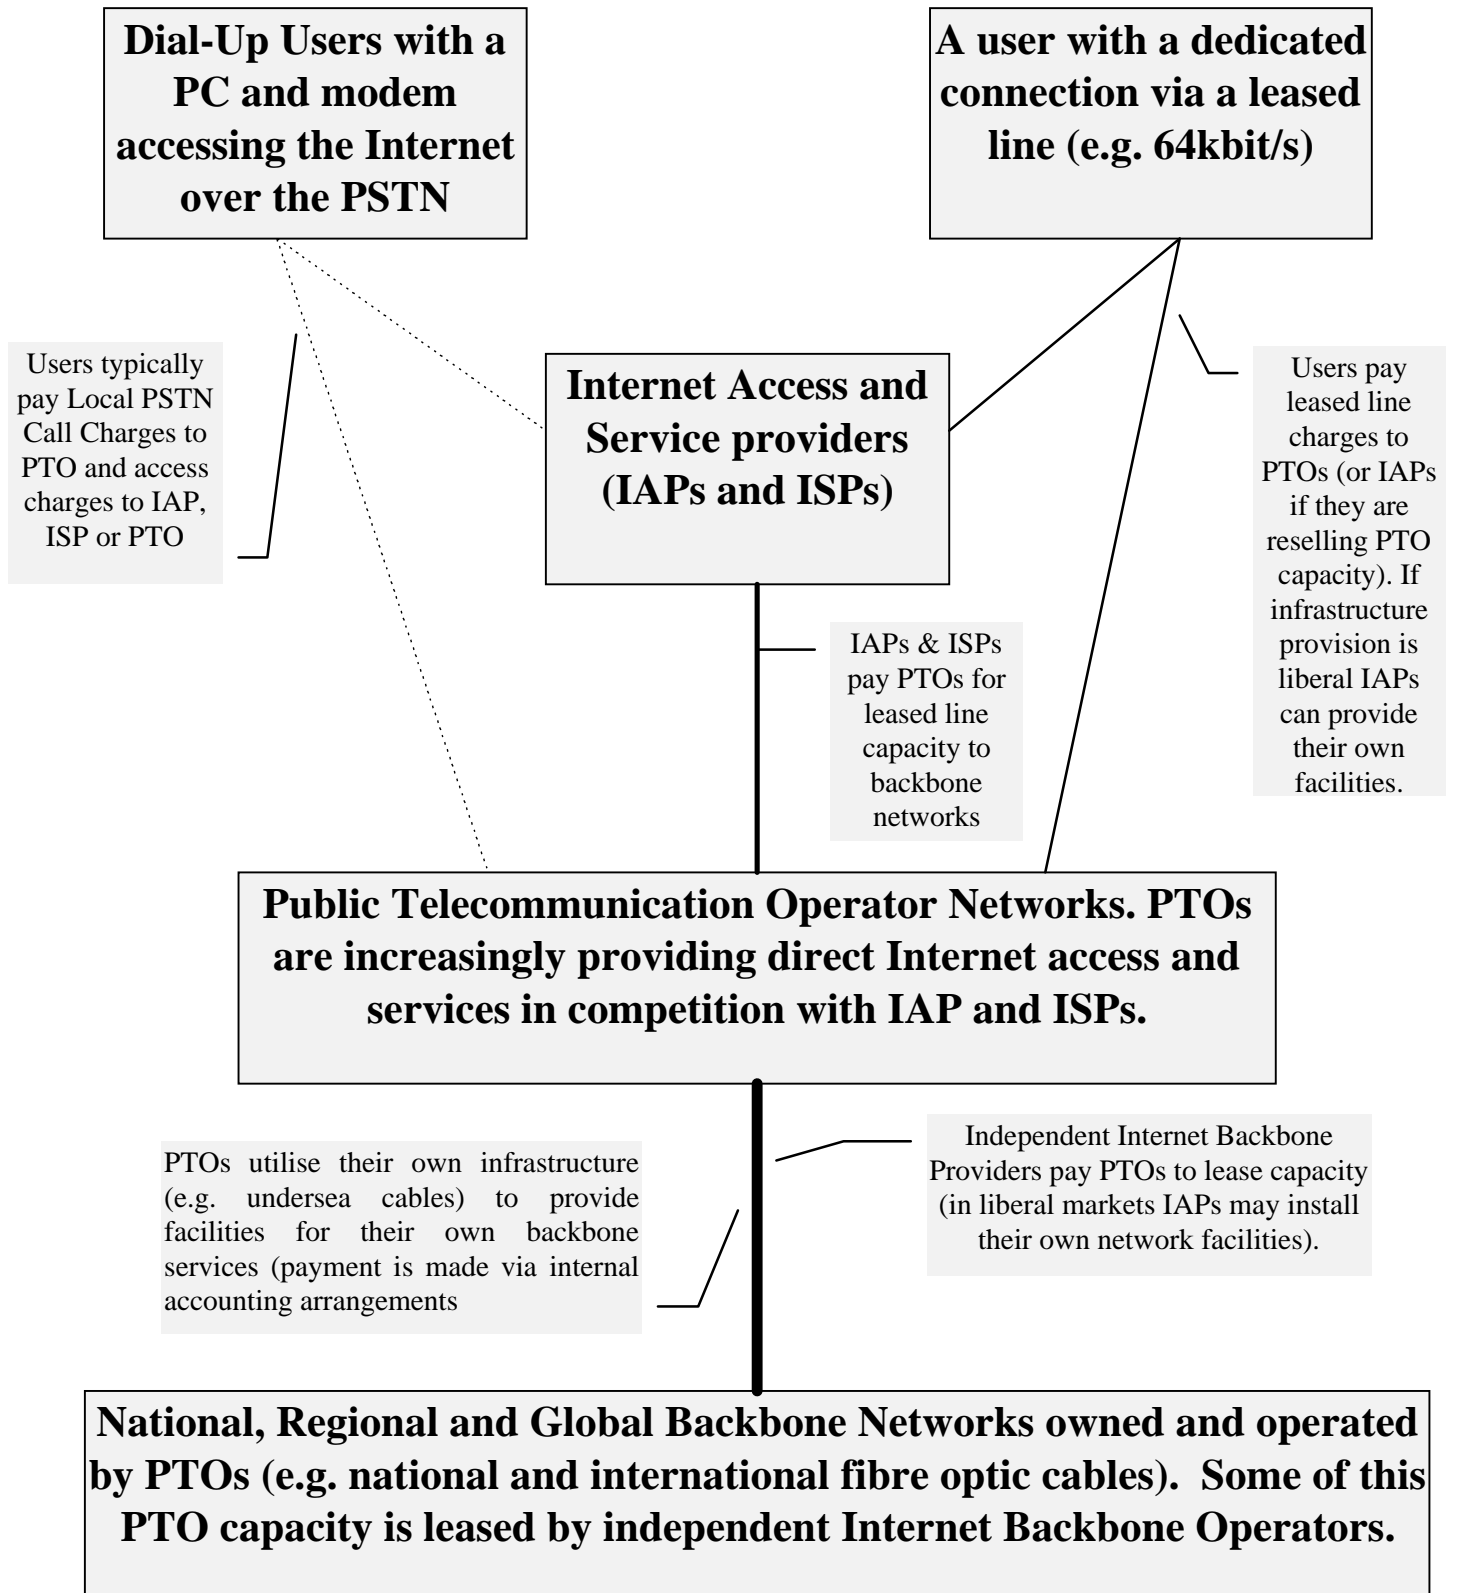 Dial-Up Users with a
PC and modem
accessing the Internet
over the PSTN
A user with a dedicated
connection via a leased
line (e.g. 64kbit/s)
Users typically
pay Local PSTN
Call Charges to
PTO and access
charges to IAP,
ISP or PTO
Internet Access and
Service providers
(IAPs and ISPs)
Users pay
leased line
charges to
PTOs (or IAPs
if they are
reselling PTO
capacity). If
infrastructure
provision is
liberal IAPs
can provide
their own
facilities.
IAPs & ISPs
pay PTOs for
leased line
capacity to
backbone
networks
Public Telecommunication Operator Networks. PTOs
are increasingly providing direct Internet access and
services in competition with IAP and ISPs.
PTOs utilise their own infrastructure
(e.g. undersea cables) to provide
facilities for their own backbone
services (payment is made via internal
accounting arrangements
Independent Internet Backbone
Providers pay PTOs to lease capacity
(in liberal markets IAPs may install
their own network facilities).
National, Regional and Global Backbone Networks owned and operated
by PTOs (e.g. national and international fibre optic cables).  Some of this
PTO capacity is leased by independent Internet Backbone Operators.